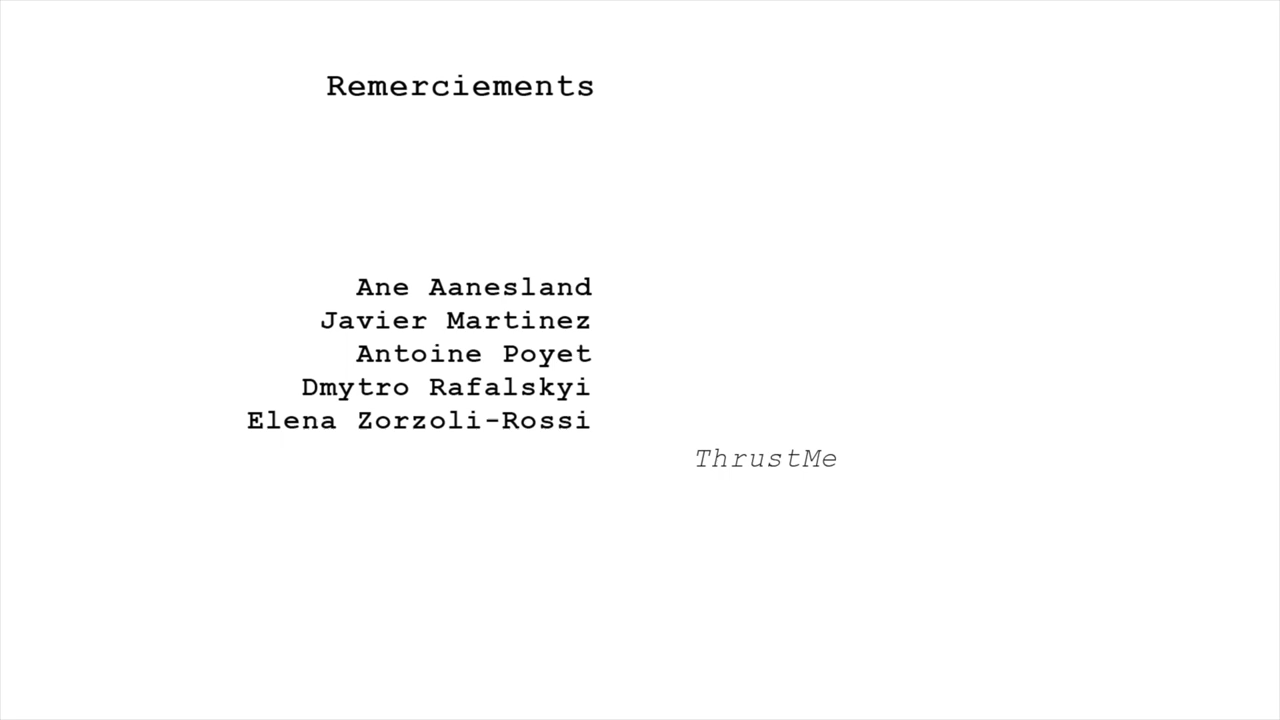 Remerciements
Ane Aanesland
Javier Martinez
Antoine Poyet
Dmytro Rafalskyi
Elena Zorzoli-Rossi
ThrustMe